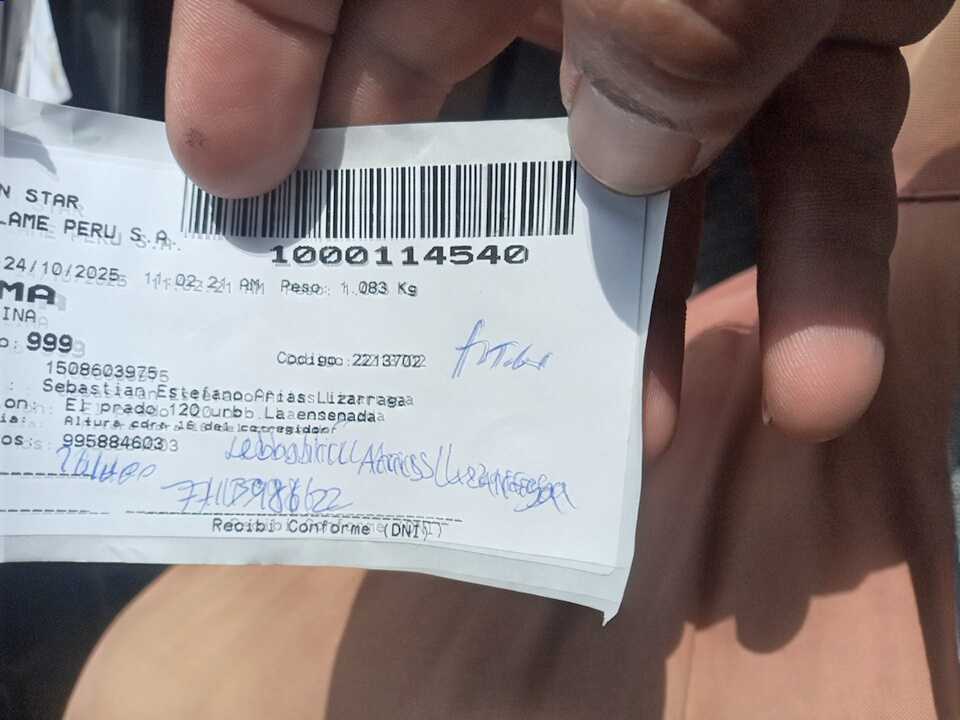 N STAR
LAME PERU S.A.
1000114540
24/10/2025 11:02:21 AM Peso: 1.083 Kg
MA
INA
o: 999
Codigo :2213702
15086039755
: Sebastian Estefano Arias Lizarraga
on: El prado 120 urb. La ensenada
ia: Altura cdra 16 del corregidor
os: 995884603
Recibi Conforme (DNI)